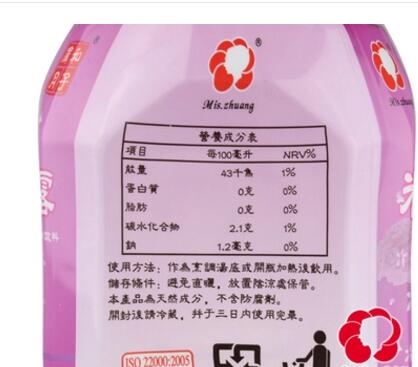 Mis.zhuang
營養成分表
項目 每100毫升 NRV%
能量 43千焦 1%
蛋白質 0克 0%
脂肪 0克 0%
碳水化合物 2.1克 1%
鈉 1.2毫克 0%
使用方法：作為烹調湯底或開瓶加熱後飲用。
儲存條件：避免直曬，放置陰涼處保管。
本產品為天然成分，不含防腐劑。
開封後請冷藏，并于三日內使用完畢。
ISO 22000:2005